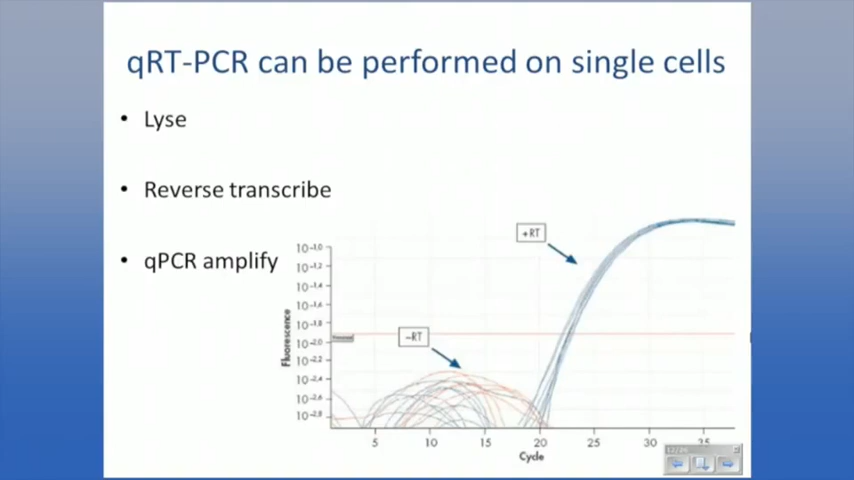 qRT-PCR can be performed on single cells
• Lyse
• Reverse transcribe
• qPCR amplify
+RT
−RT
10-1.0
10-1.2
10-1.4
10-1.6
10-1.8
10-2.0
10-2.2
10-2.4
10-2.6
10-2.8
Fluorescence
5 10 15 20 25 30 35
Cycle